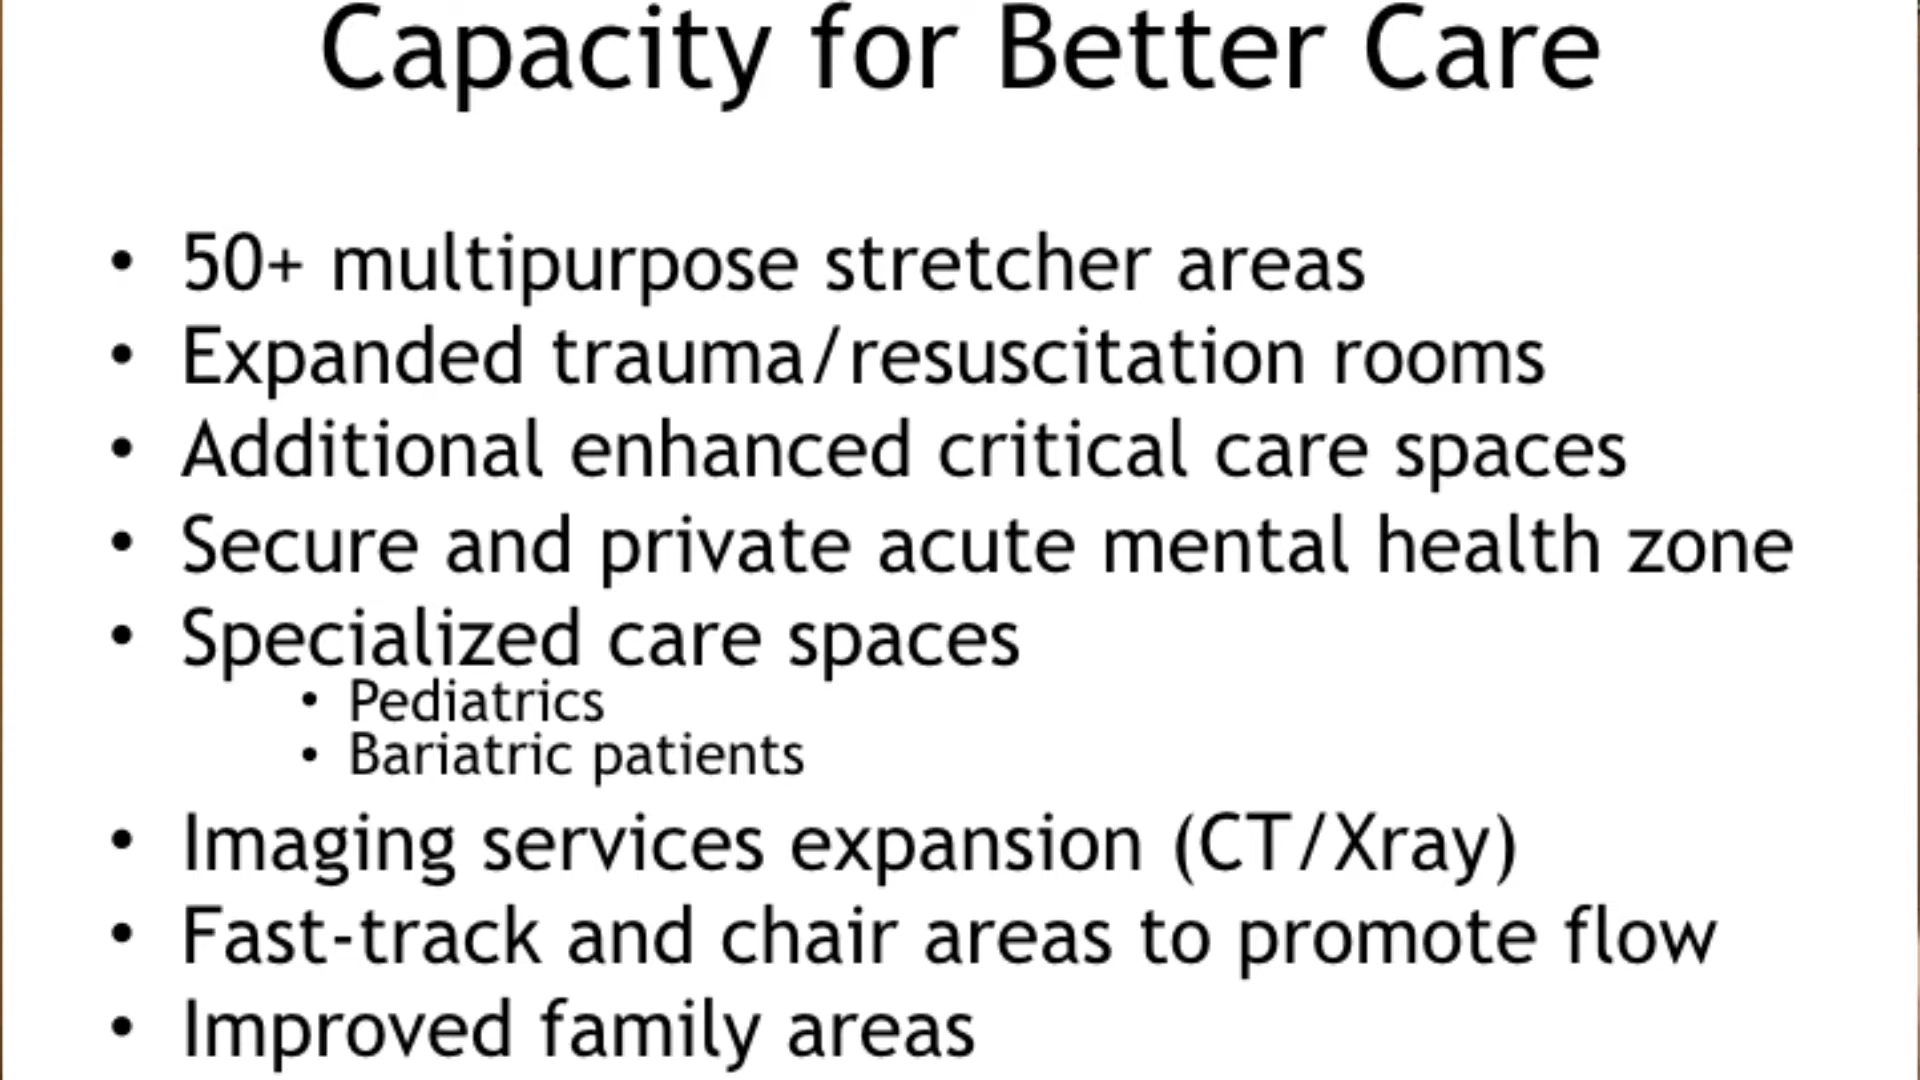 Capacity for Better Care
• 50+ multipurpose stretcher areas
• Expanded trauma/resuscitation rooms
• Additional enhanced critical care spaces
• Secure and private acute mental health zone
• Specialized care spaces
• Pediatrics
• Bariatric patients
• Imaging services expansion (CT/Xray)
• Fast-track and chair areas to promote flow
• Improved family areas